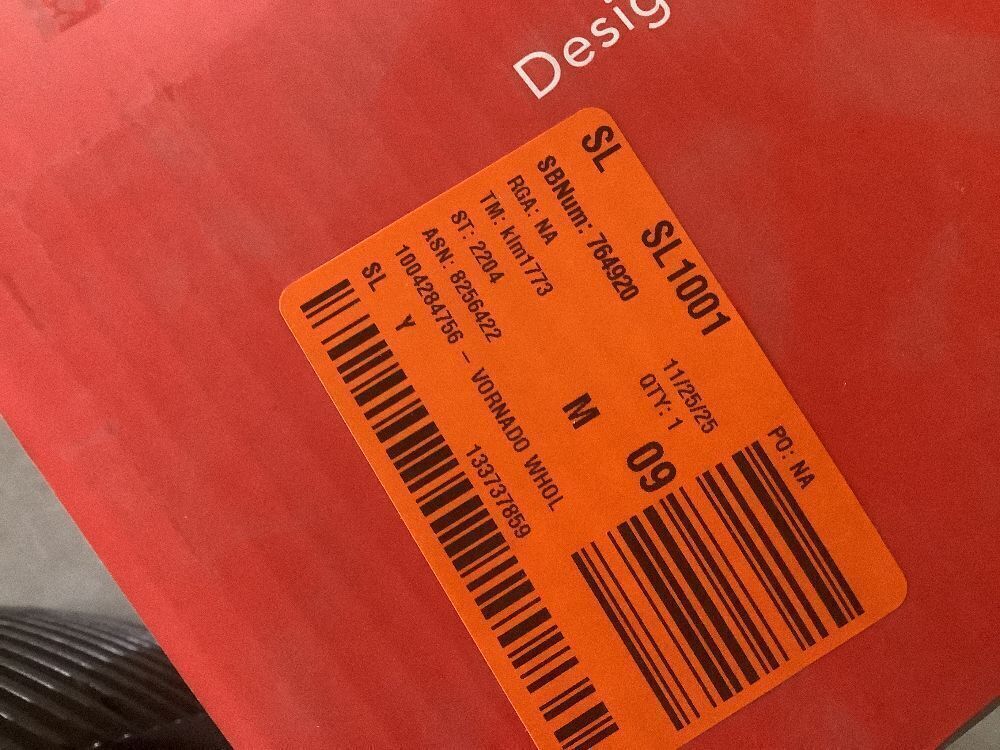 Desig
SL SL1001
SBNum: 764920 11/25/25 PO: NA
RGA: NA QTY: 1
TM: klm1773
ST: 2204 M 09
ASN: 8256422
1004284756 - VORNADO WHOL
SL Y 133737859